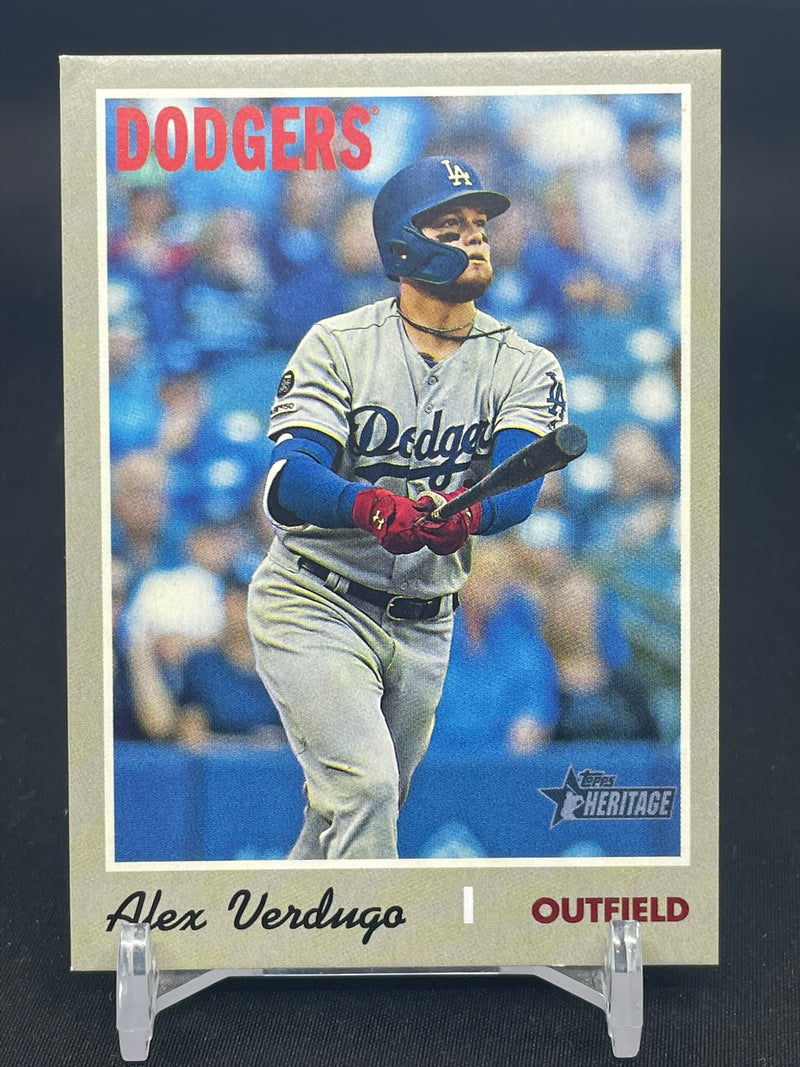 DODGERS®
LA
Dodgers
LA
topps
HERITAGE
Alex Verdugo | OUTFIELD